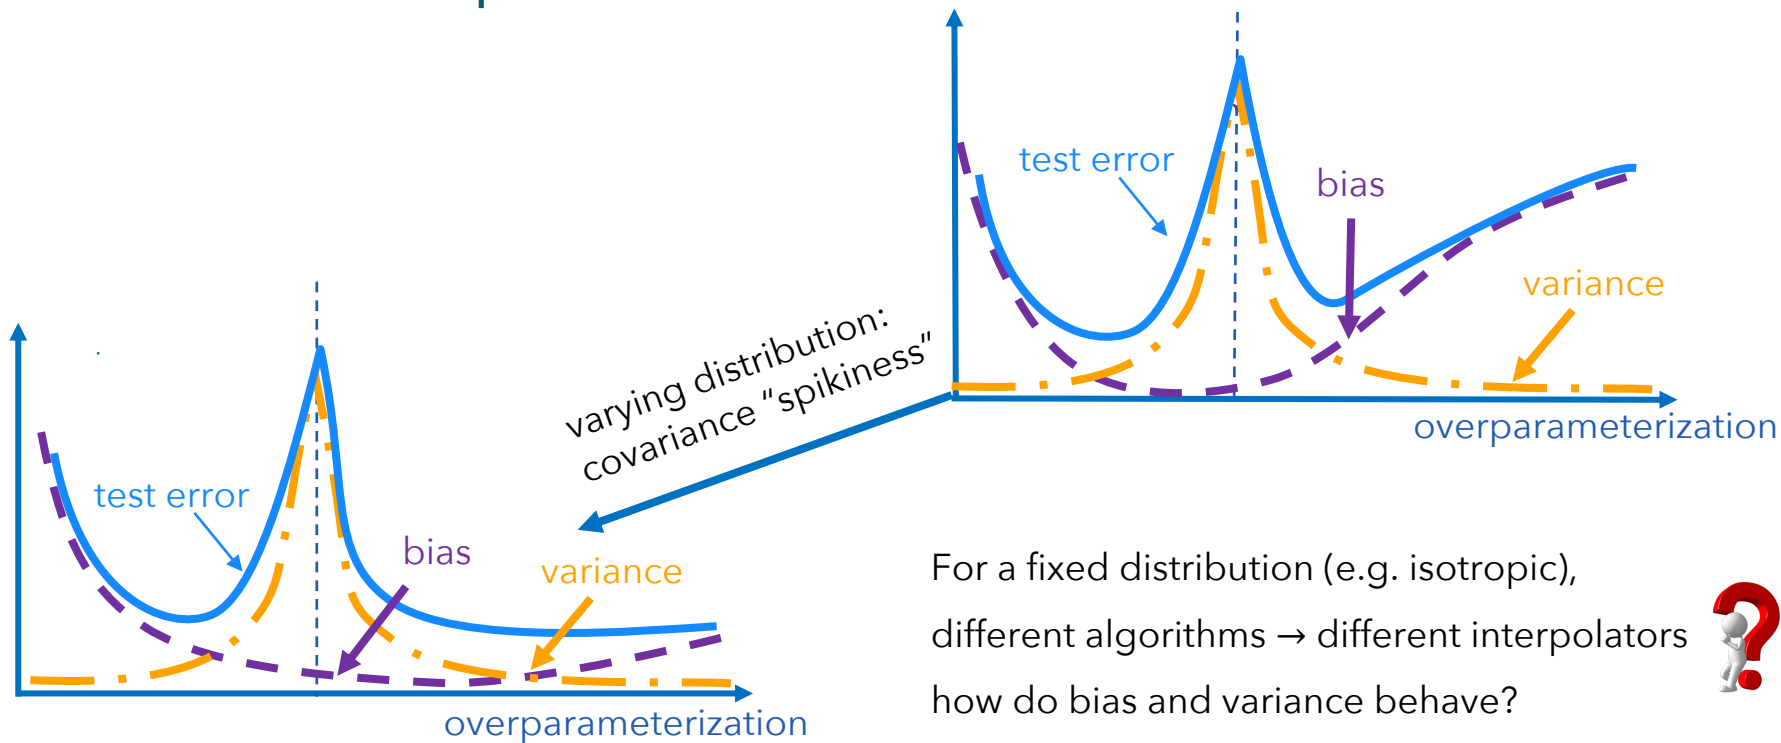 test error
bias
variance
overparameterization
varying distribution:
covariance "spikiness"
test error
bias
variance
overparameterization
For a fixed distribution (e.g. isotropic),
different algorithms → different interpolators
how do bias and variance behave?